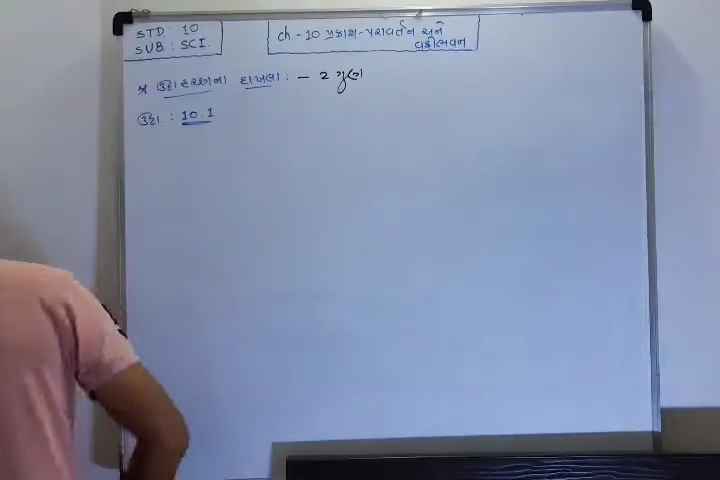 STD: 10
SUB: SCI.
ch.-10 પ્રકાશ-પરાવર્તન અને
વક્રીભવન
* ઉદાહરણના દાખલા: - 2 ગુણ
ઉદા. : 10.1